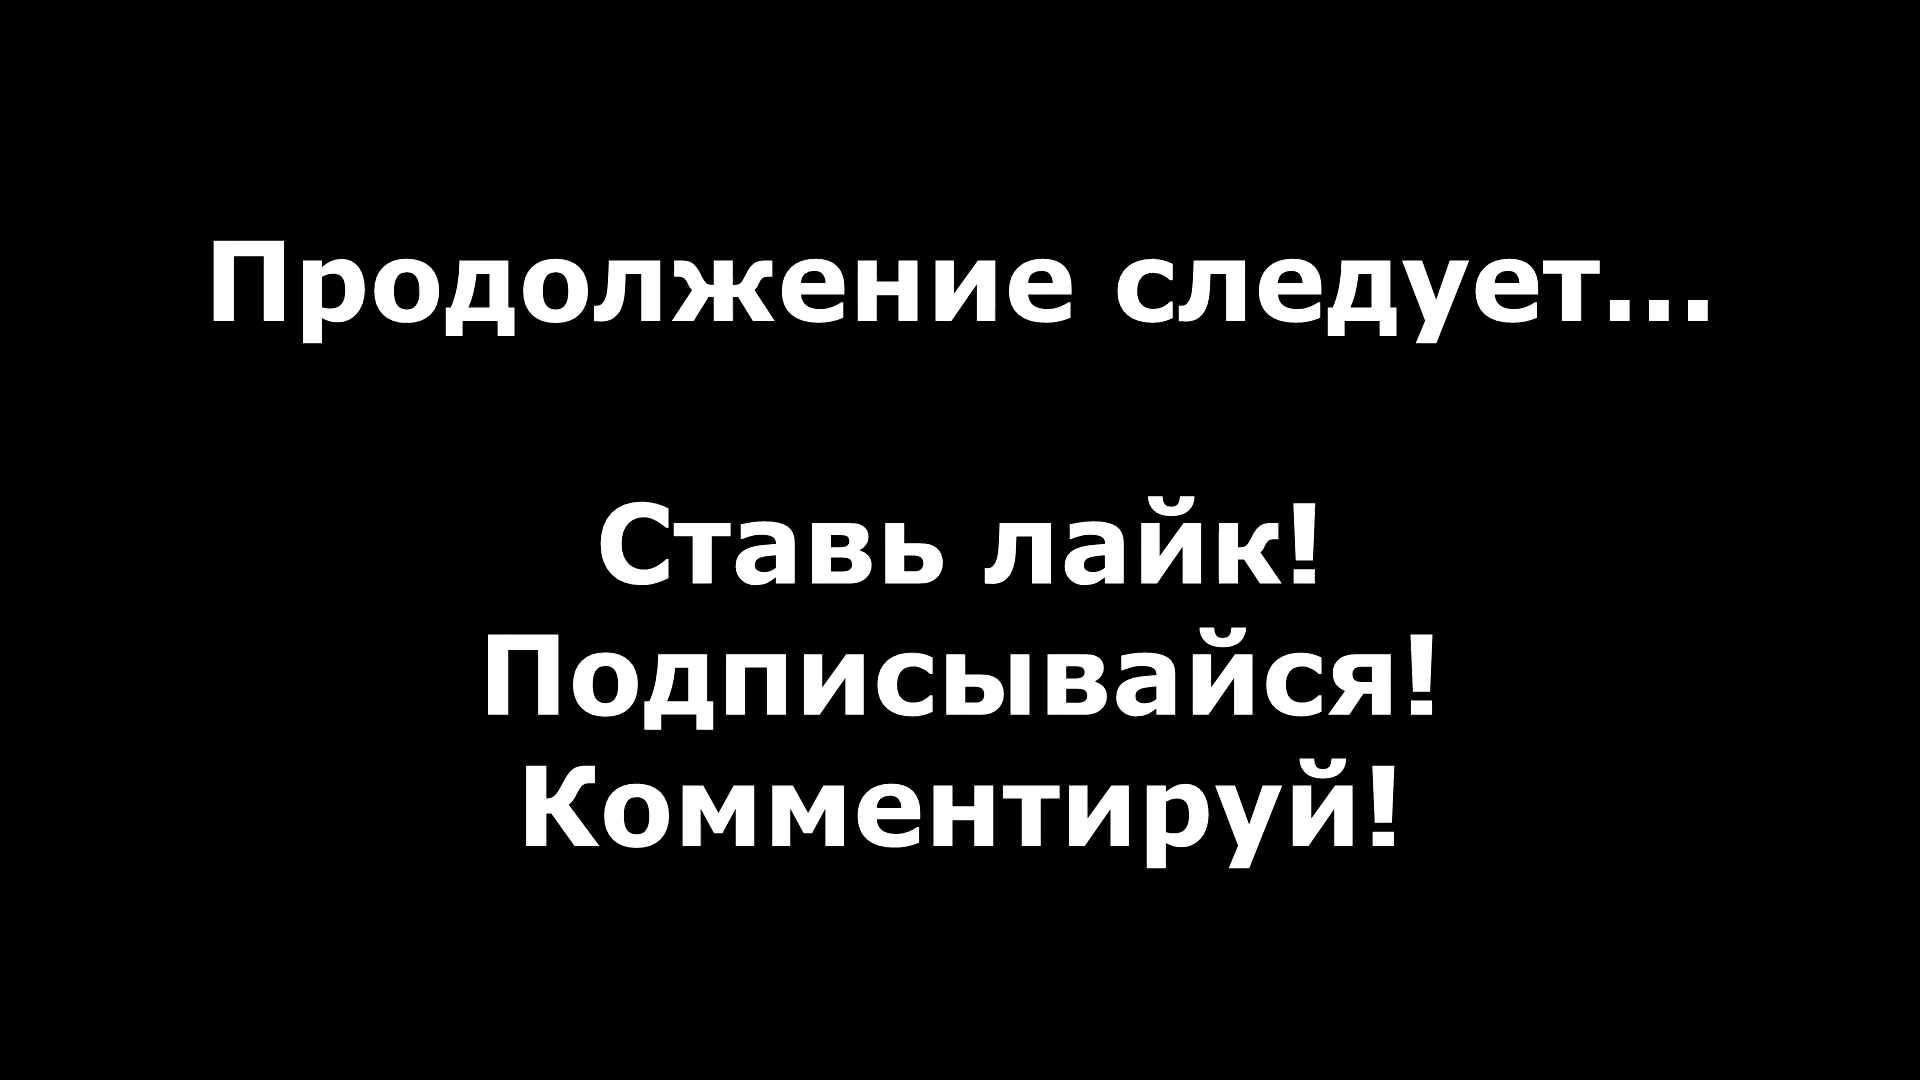 Продолжение следует...
Ставь лайк!
Подписывайся!
Комментируй!